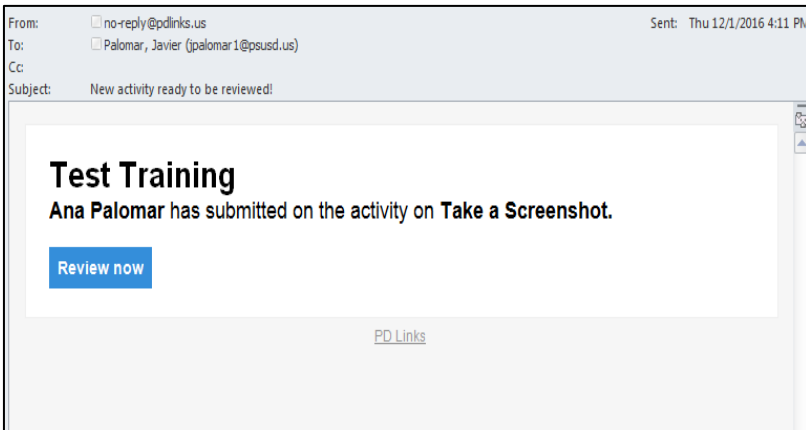 From: no-reply@pdlinks.us Sent: Thu 12/1/2016 4:11 PM
To: Palomar, Javier (jpalomar1@psusd.us)
Cc:
Subject: New activity ready to be reviewed!
Test Training
Ana Palomar has submitted on the activity on Take a Screenshot.
Review now
PD Links